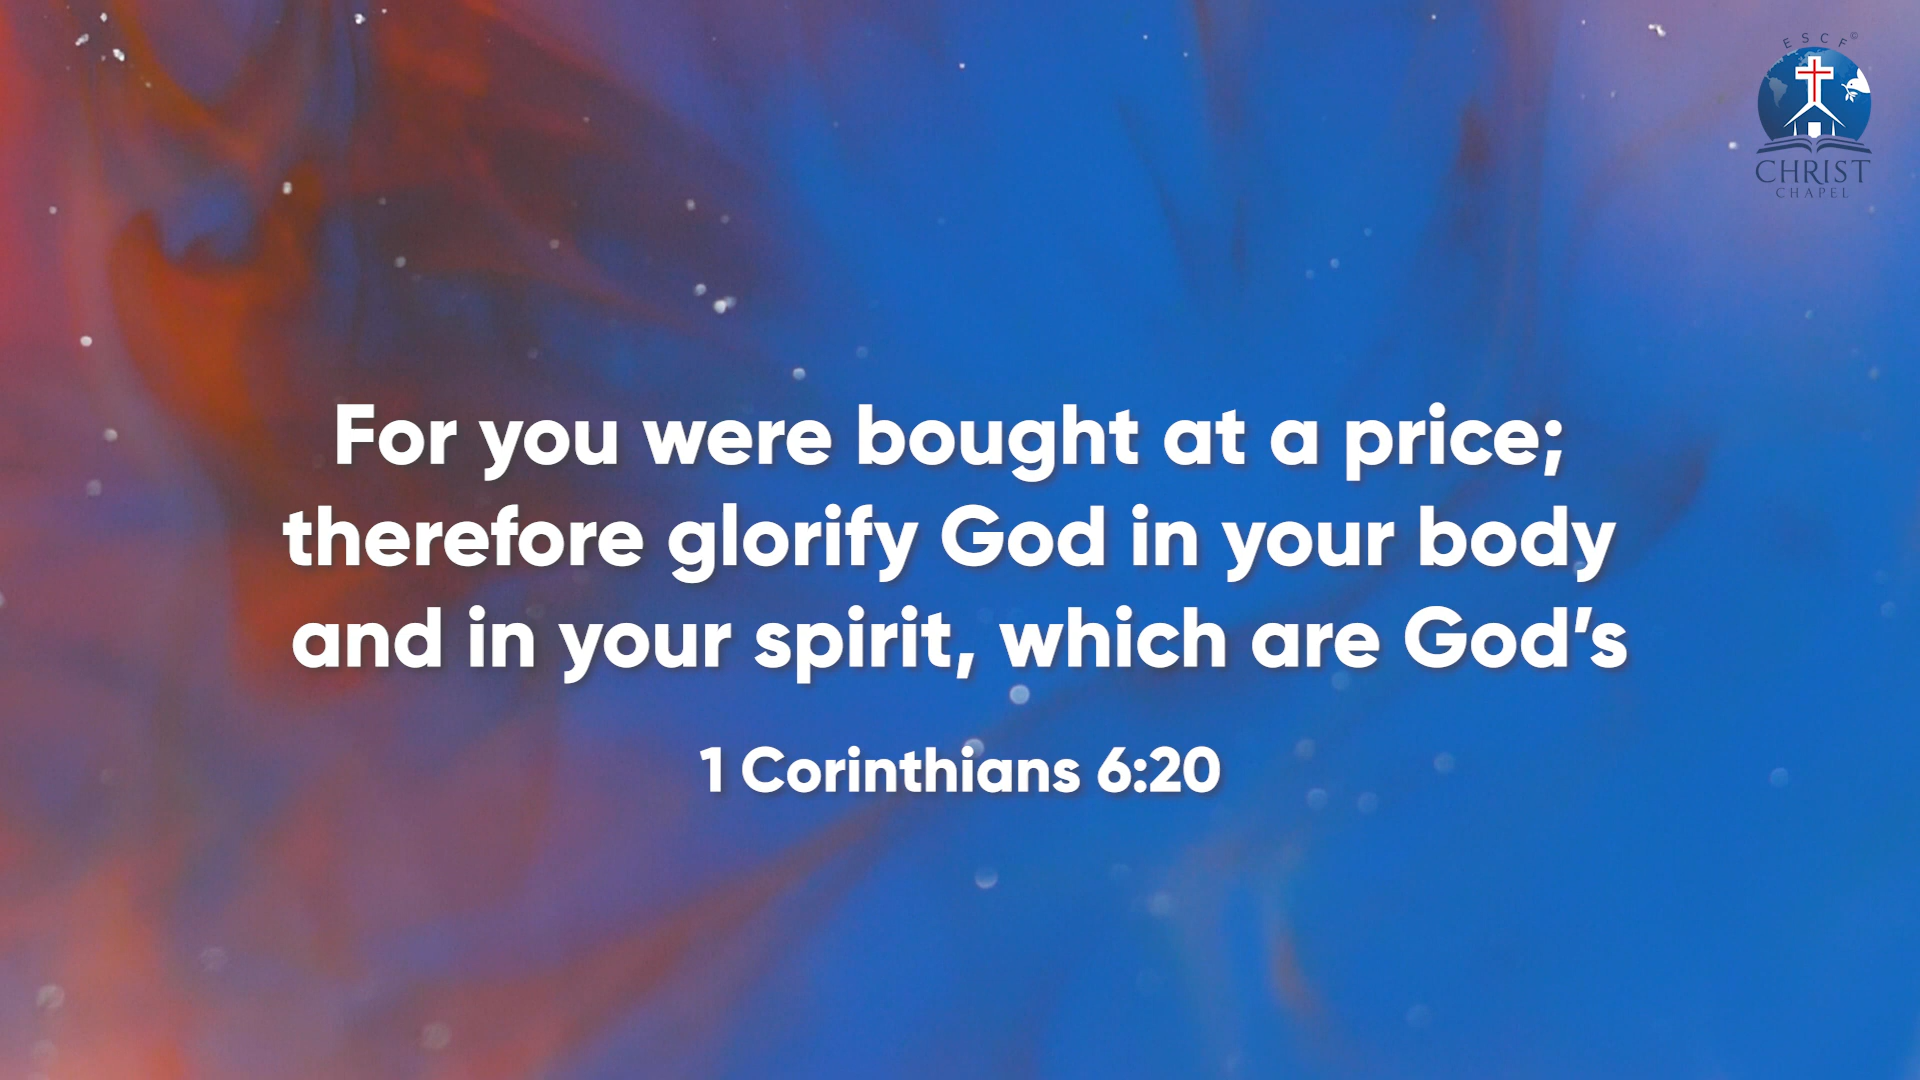 ESCF©
CHRIST
CHAPEL
For you were bought at a price;
therefore glorify God in your body
and in your spirit, which are God’s
1 Corinthians 6:20